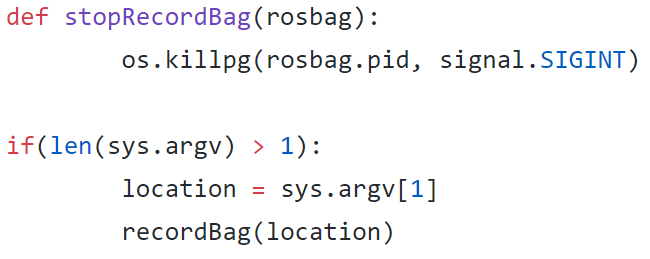 def stopRecordBag(rosbag):
        os.killpg(rosbag.pid, signal.SIGINT)

if(len(sys.argv) > 1):
        location = sys.argv[1]
        recordBag(location)